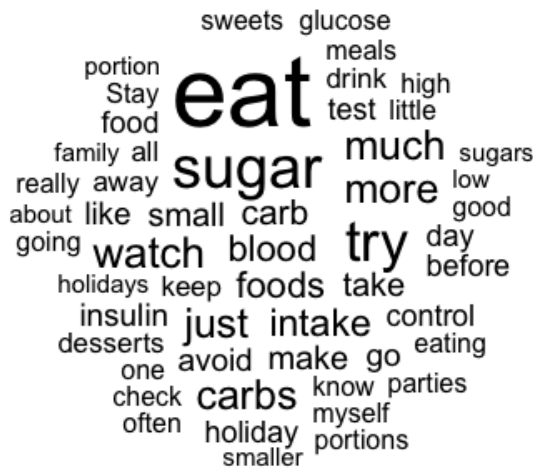 sweets glucose
meals
portion
eat
drink high
Stay
test little
food
much
family all
sugar
sugars
really away
more
low
about like small carb
good
going
watch blood
try
day
before
holidays keep foods take
insulin just intake control
desserts
eating
one avoid make go
check carbs know parties
often
myself
holiday portions
smaller